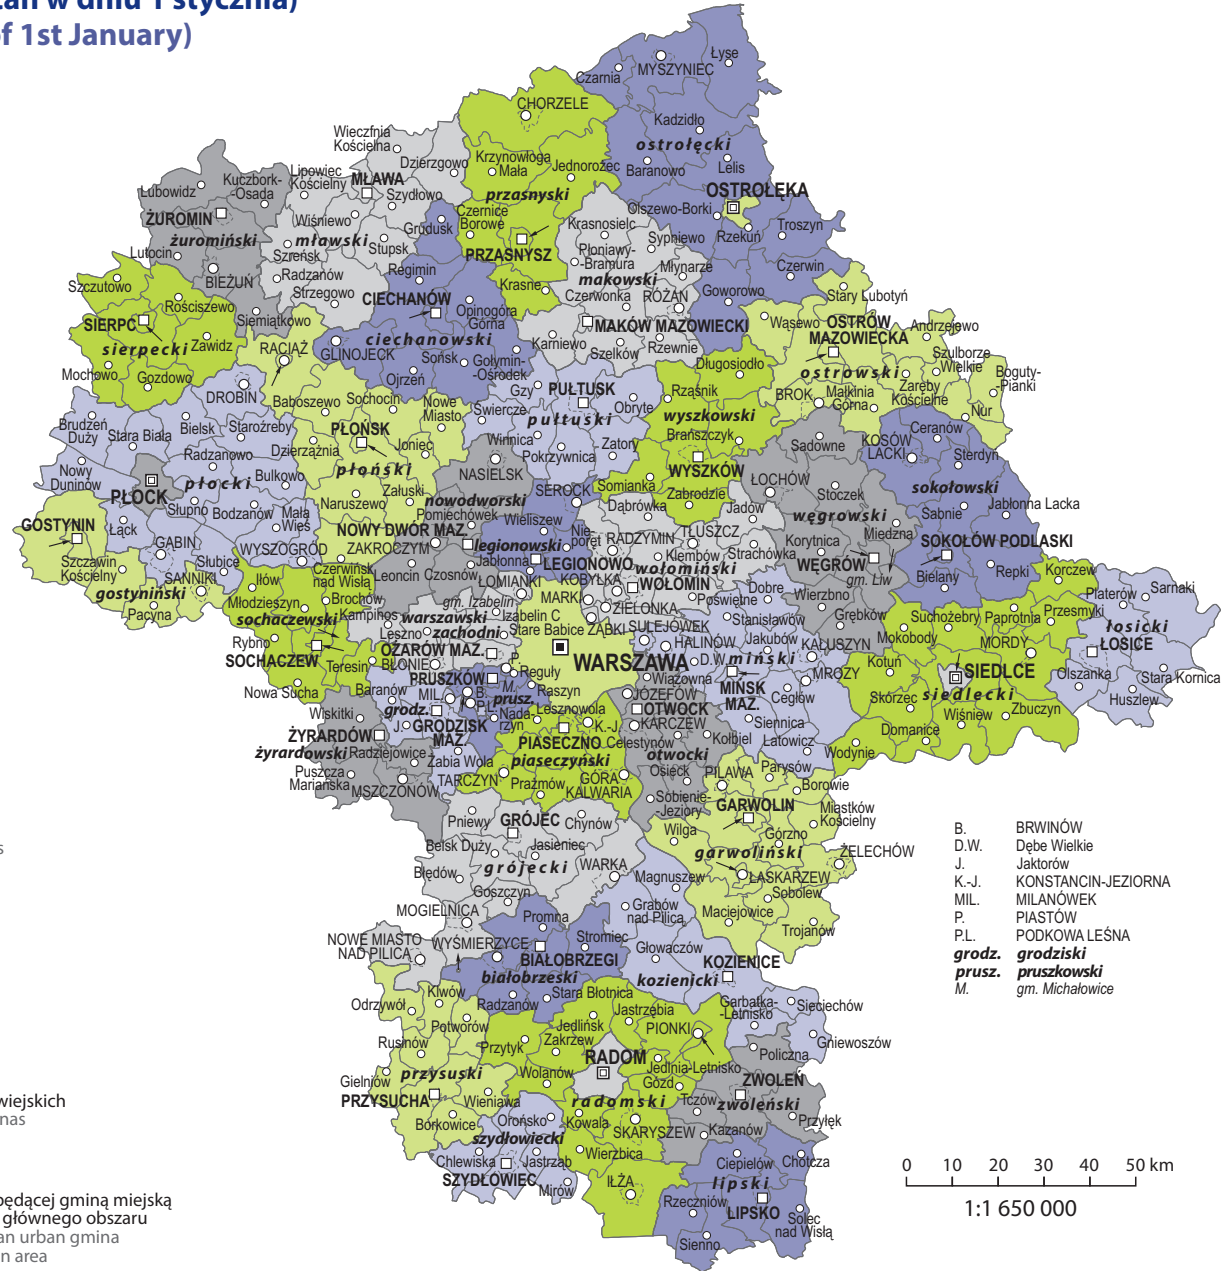 an w dniu 1 stycznia)
of 1st January)
Łyse
MYSZYNIEC
Czarnia
CHORZELE
Kadzidło
Wieczfnia
Kościelna
ostrołęcki
Dzierzgowo
Krzynowłoga
Mała
Jednorożec
Baranowo
Lelis
Lipowiec
Kościelny
MŁAWA
Kuczbork-
-Osada
Lubowidz
Szydłowo
przasnyski
OSTROŁĘKA
ŻUROMIN
Wiśniewo
Grudusk
Czernice
Borowe
Krasnosielc
Olszewo-Borki
Troszyn
żuromiński
mławski
Stupsk
Sypniewo
Rzekuń
Lutocin
Szreńsk
PRZASNYSZ
Płoniawy-
-Bramura
Młynarze
Czerwin
BIEŻUŃ
Radzanów
Regimin
makowski
Szczutowo
Strzegowo
CIECHANÓW
Krasne
Czerwonka
RÓŻAN
Goworowo
Stary Lubotyń
Rościszewo
Opinogóra
Górna
SIERPC
Siemiątkowo
MAKÓW MAZOWIECKI
Wąsewo
OSTRÓW
MAZOWIECKA
Andrzejewo
sierpecki
Zawidz
RACIĄŻ
GLINOJECK
ciechanowski
Karniewo
Szelków
Rzewnie
Szulborze
Wielkie
Mochowo
Gozdowo
Sońsk
Gołymin-
-Ośrodek
Długosiodło
ostrowski
Boguty-
-Pianki
Ojrzeń
Gzy
PUŁTUSK
Rząśnik
BROK
Małkinia
Górna
Zaręby
Kościelne
DROBIN
Baboszewo
Sochocin
Nowe
Miasto
Świercze
pułtuski
Obryte
wyszkowski
Nur
Brudzeń
Duży
Stara Biała
Bielsk
Staroźreby
PŁOŃSK
Brańszczyk
Sadowne
KOSÓW
LACKI
Ceranów
Radzanowo
Dzierzążnia
Joniec
Winnica
Pokrzywnica
Zatory
Sterdyń
Nowy
Duninów
płocki
Bulkowo
płoński
NASIELSK
WYSZKÓW
ŁOCHÓW
sokołowski
PŁOCK
Naruszewo
Załuski
nowodworski
SEROCK
Somianka
Zabrodzie
Stoczek
Jabłonna Lacka
Słupno
Bodzanów
Mała
Wieś
Pomiechówek
Dąbrówka
Jadów
węgrowski
Sabnie
GOSTYNIN
Łąck
NOWY DWÓR MAZ.
Wieliszew
Nie-
poręt
TŁUSZCZ
Miedzna
GĄBIN
WYSZOGRÓD
ZAKROCZYM
legionowski
RADZYMIN
Strachówka
Korytnica
SOKOŁÓW PODLASKI
Szczawin
Kościelny
Słubice
Czerwińsk
nad Wisłą
Jabłonna
LEGIONOWO
Klembów
wołomiński
WĘGRÓW
Repki
Korczew
SANNIKI
Iłów
Leoncin
Czosnów
ŁOMIANKI
KOBYŁKA
WOŁOMIN
gm. Liw
Bielany
Sarnaki
gostyniński
Młodzieszyn
Brochów
gm. Izabelin
MARKI
Poświętne
Dobre
Wierzbno
Platerów
Pacyna
sochaczewski
Kampinos
warszawski
Izabelin C
ZIELONKA
Stanisławów
Grębków
Suchożebry
Paprotnia
Przesmyki
łosicki
Leszno
zachodni
Stare Babice
ZĄBKI
SULEJÓWEK
Jakubów
KAŁUSZYN
Mokobody
MORDY
ŁOSICE
Rybno
SOCHACZEW
OŻARÓW MAZ.
HALINÓW
Teresin
BŁONIE
P.
Reguły
WARSZAWA
D.W.
miński
MROZY
Kotuń
SIEDLCE
Olszanka
Stara Kornica
Nowa Sucha
Baranów
PRUSZKÓW
M.
Raszyn
Wiązowna
MIŃSK
MAZ.
Cegłów
Skórzec
siedlecki
Huszlew
MIL.
B.
prusz.
JÓZEFÓW
Wiskitki
grodz.
P.L.
Nada-
rzyn
Lesznowola
OTWOCK
Siennica
Wiśniew
Zbuczyn
ŻYRARDÓW
J.
GRODZISK
MAZ.
K.-J.
KARCZEW
Kołbiel
Domanice
żyrardowski
Radziejowice
PIASECZNO
Celestynów
Latowicz
Wodynie
Żabia Wola
piaseczyński
otwocki
Puszcza
Mariańska
MSZCZONÓW
TARCZYN
Prażmów
GÓRA
KALWARIA
Osieck
PILAWA
Parysów
Borowie
Sobienie-
-Jeziory
GARWOLIN
Miastków
Kościelny
Pniewy
GRÓJEC
Chynów
Wilga
Górzno
Belsk Duży
Jasieniec
garwoliński
ŻELECHÓW
grójecki
WARKA
Błędów
Magnuszew
ŁASKARZEW
Goszczyn
Sobolew
MOGIELNICA
Promna
Grabów
nad Pilicą
Maciejowice
Trojanów
NOWE MIASTO
NAD PILICĄ
WYŚMIERZYCE
Stromiec
Głowaczów
BIAŁOBRZEGI
KOZIENICE
białobrzeski
kozienicki
Odrzywół
Klwów
Radzanów
Stara Błotnica
Garbatka-
-Letnisko
Sieciechów
Potworów
Jastrzębia
Jedlińsk
PIONKI
Gniewoszów
Rusinów
Przytyk
Zakrzew
RADOM
Policzna
Gielniów
przysuski
Wolanów
Jedlnia-Letnisko
Gózd
ZWOLEŃ
PRZYSUCHA
Wieniawa
radomski
Tczów
zwoleński
Borkowice
Orońsko
Kowala
SKARYSZEW
Kazanów
Przyłęk
szydłowiecki
Wierzbica
Chlewiska
Jastrząb
Ciepielów
Chotcza
SZYDŁOWIEC
Mirów
IŁŻA
lipski
Rzeczniów
LIPSKO
Solec
nad Wisłą
Sienno
B. BRWINÓW
D.W. Dębe Wielkie
J. Jaktorów
K.-J. KONSTANCIN-JEZIORNA
MIL. MILANÓWEK
P. PIASTÓW
P.L. PODKOWA LEŚNA
grodz. grodziski
prusz. pruszkowski
M. gm. Michałowice
s
wiejskich
nas
będącej gminą miejską
głównego obszaru
an urban gmina
n area
0 10 20 30 40 50 km
1:1 650 000